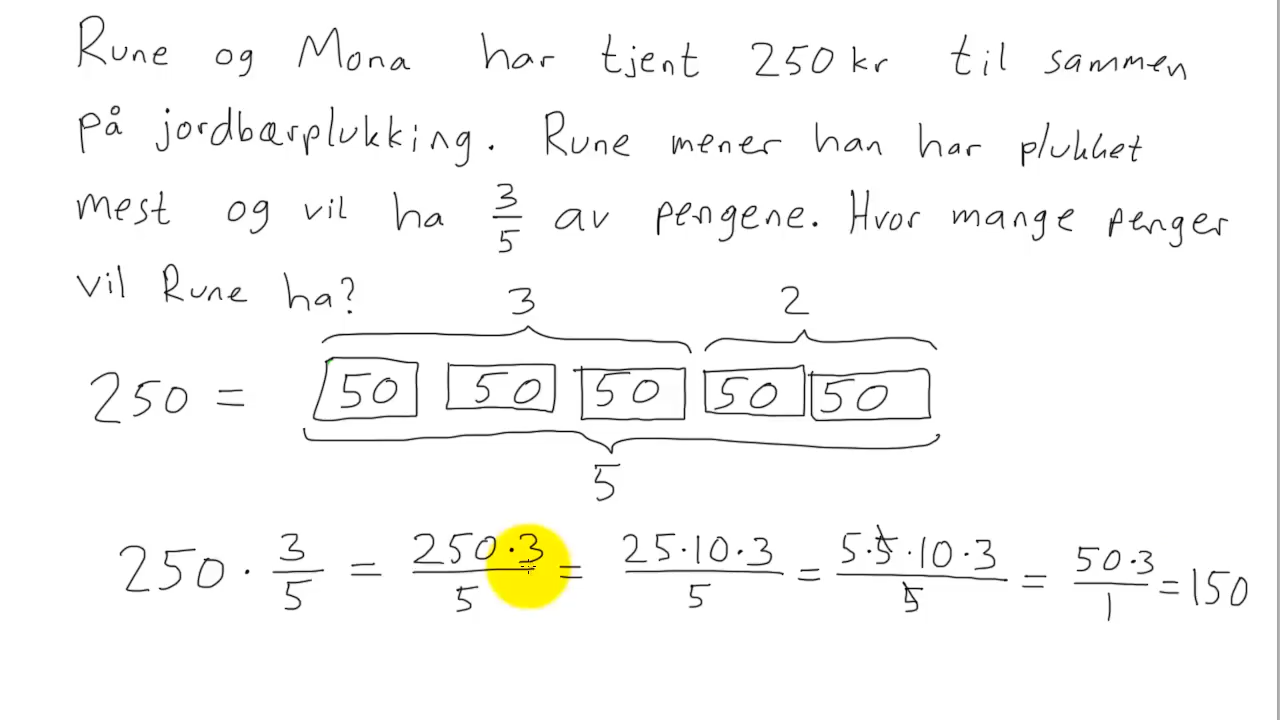 Rune og Mona har tjent 250 kr til sammen
på jordbærplukking. Rune mener han har plukket
mest og vil ha 3/5 av pengene. Hvor mange penger
vil Rune ha?
3 2
250 = 50 50 50 50 50
5
250 · 3/5 = 250·3/5 = 25·10·3/5 = 5·5·10·3/5 = 50·3/1 = 150